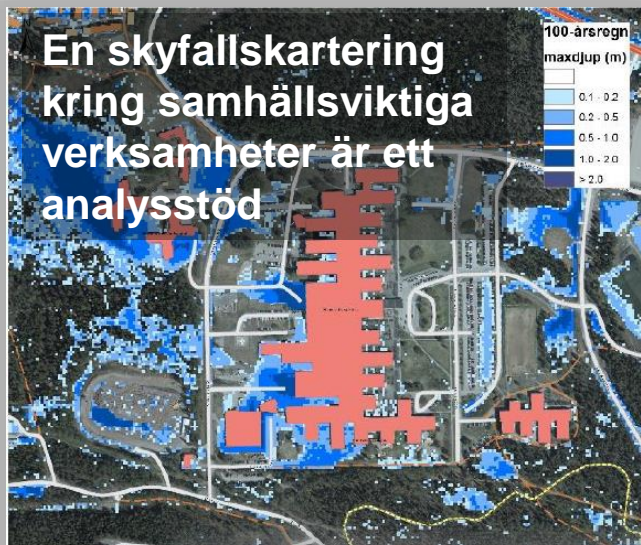 En skyfallskartering
kring samhällsviktiga
verksamheter är ett
analysstöd
100-årsregn
maxdjup (m)
0.1 - 0.2
0.2 - 0.5
0.5 - 1.0
1.0 - 2.0
> 2.0